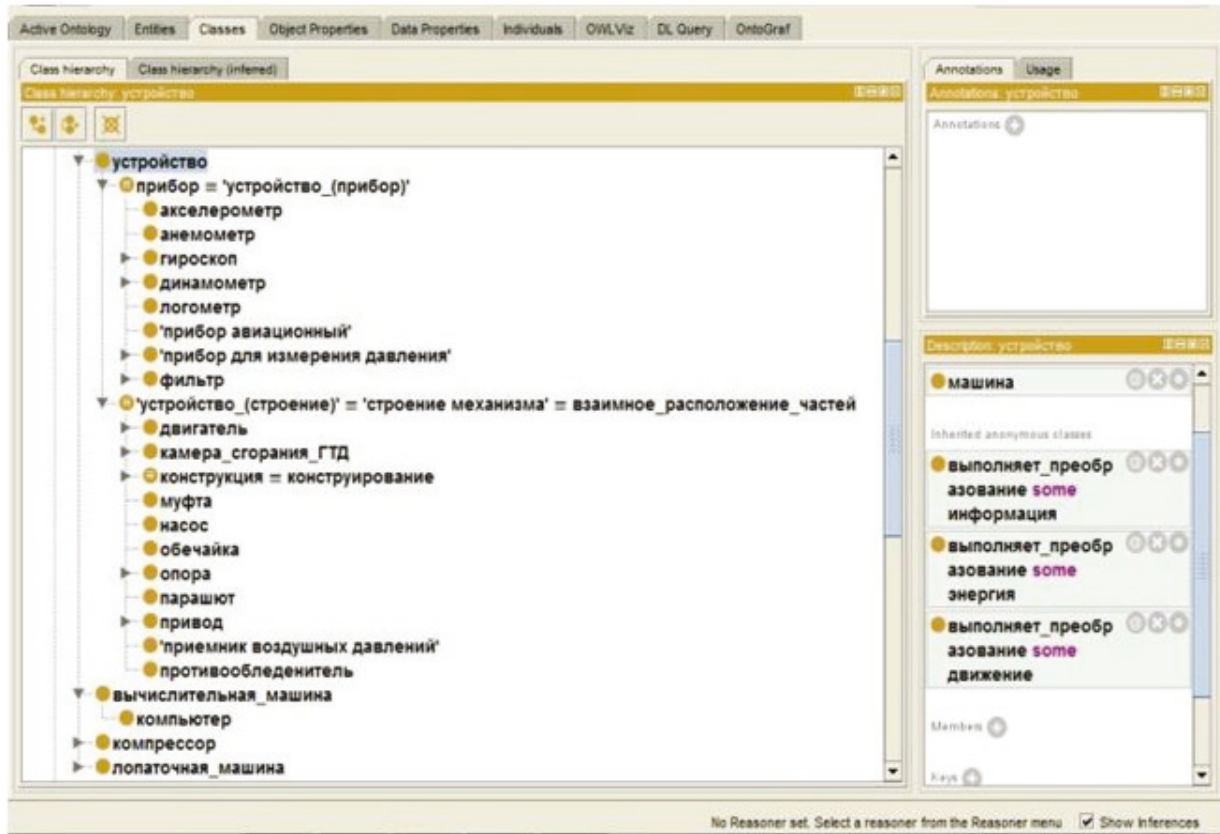 Active Ontology Entities Classes Object Properties Data Properties Individuals OWLViz DL Query OntoGraf
Class hierarchy Class hierarchy (inferred)
Class hierarchy: устройство
устройство
прибор = 'устройство_(прибор)'
акселерометр
анемометр
гироскоп
динамометр
логометр
'прибор авиационный'
'прибор для измерения давления'
фильтр
'устройство_(строение)' = 'строение механизма' = взаимное_расположение_частей
двигатель
камера_сгорания_ГТД
конструкция = конструирование
муфта
насос
обечайка
опора
парашют
привод
'приемник воздушных давлений'
противообледенитель
вычислительная_машина
компьютер
компрессор
лопаточная_машина
Annotations Usage
Annotations: устройство
Annotations
Description: устройство
машина
Inherited anonymous classes
выполняет_преобр
азование some
информация
выполняет_преобр
азование some
энергия
выполняет_преобр
азование some
движение
Members
Keys
No Reasoner set. Select a reasoner from the Reasoner menu Show Inferences